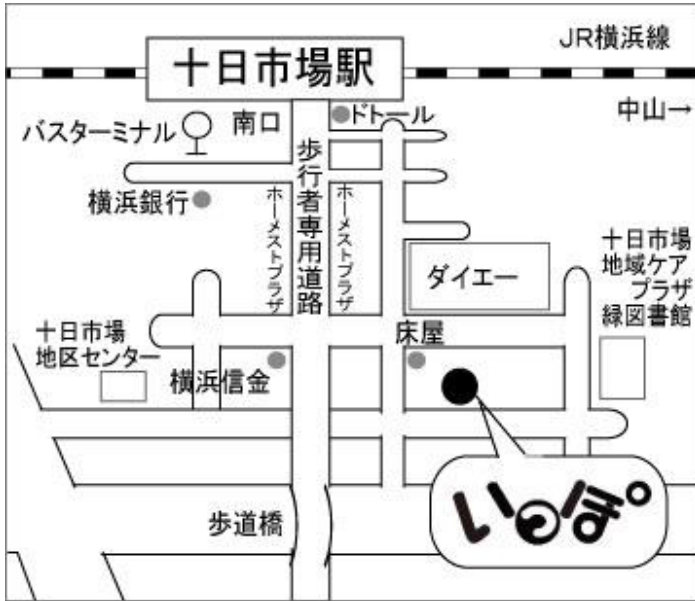 JR横浜線
十日市場駅
中山→
ドトール
南口
バスターミナル
歩行者専用道路
横浜銀行
ホーメストプラザ
ホーメストプラザ
十日市場
地域ケア
プラザ
緑図書館
ダイエー
十日市場
地区センター
床屋
横浜信金
歩道橋
いっぽ